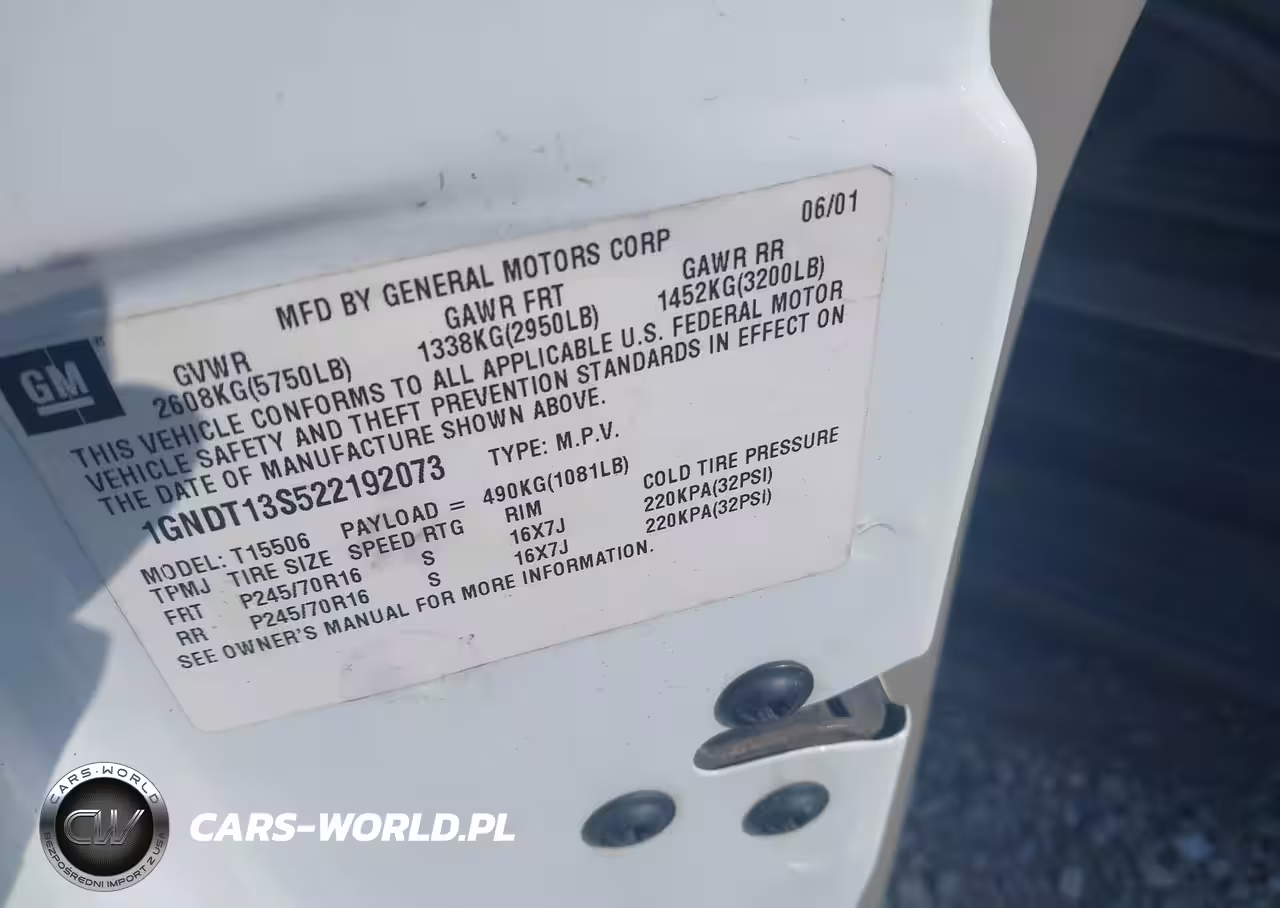 06/01
MFD BY GENERAL MOTORS CORP
GVWR GAWR FRT GAWR RR
2608KG(5750LB) 1338KG(2950LB) 1452KG(3200LB)
THIS VEHICLE CONFORMS TO ALL APPLICABLE U.S. FEDERAL MOTOR
VEHICLE SAFETY AND THEFT PREVENTION STANDARDS IN EFFECT ON
THE DATE OF MANUFACTURE SHOWN ABOVE.
1GNDT13S522192073 TYPE: M.P.V.
MODEL: T15506 PAYLOAD = 490KG(1081LB)
TPMJ TIRE SIZE SPEED RTG RIM COLD TIRE PRESSURE
FRT P245/70R16 S 16X7J 220KPA(32PSI)
RR P245/70R16 S 16X7J 220KPA(32PSI)
SEE OWNER'S MANUAL FOR MORE INFORMATION.
GM
CARS-WORLD
CW
BEZPOŚREDNI IMPORT Z USA
CARS-WORLD.PL